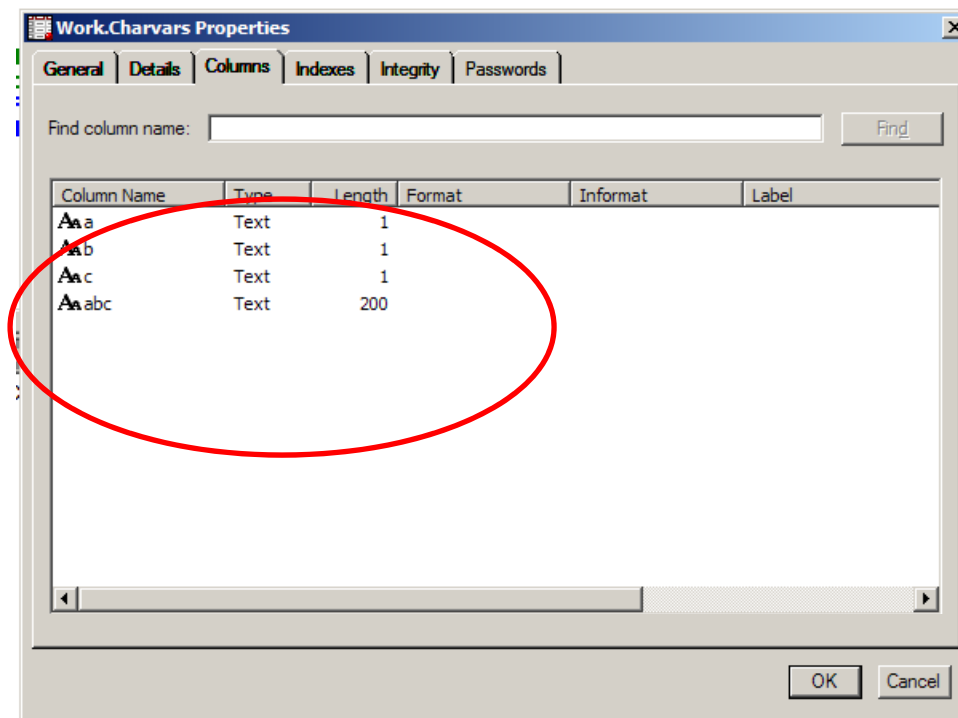 Work.Charvars Properties
General Details Columns Indexes Integrity Passwords
Find column name: Find
Column Name Type Length Format Informat Label
a Text 1
b Text 1
c Text 1
abc Text 200
OK Cancel